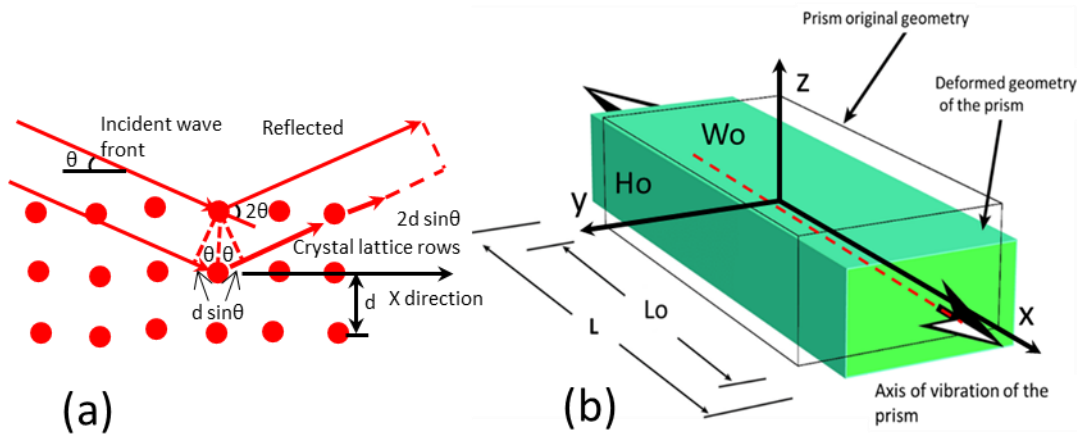 Incident wave
front
Reflected
θ
2θ
2d sinθ
Crystal lattice rows
θ θ
X direction
d sinθ
d
(a)
Prism original geometry
Deformed geometry
of the prism
z
Wo
Ho
y
Lo
L
x
Axis of vibration of the
prism
(b)